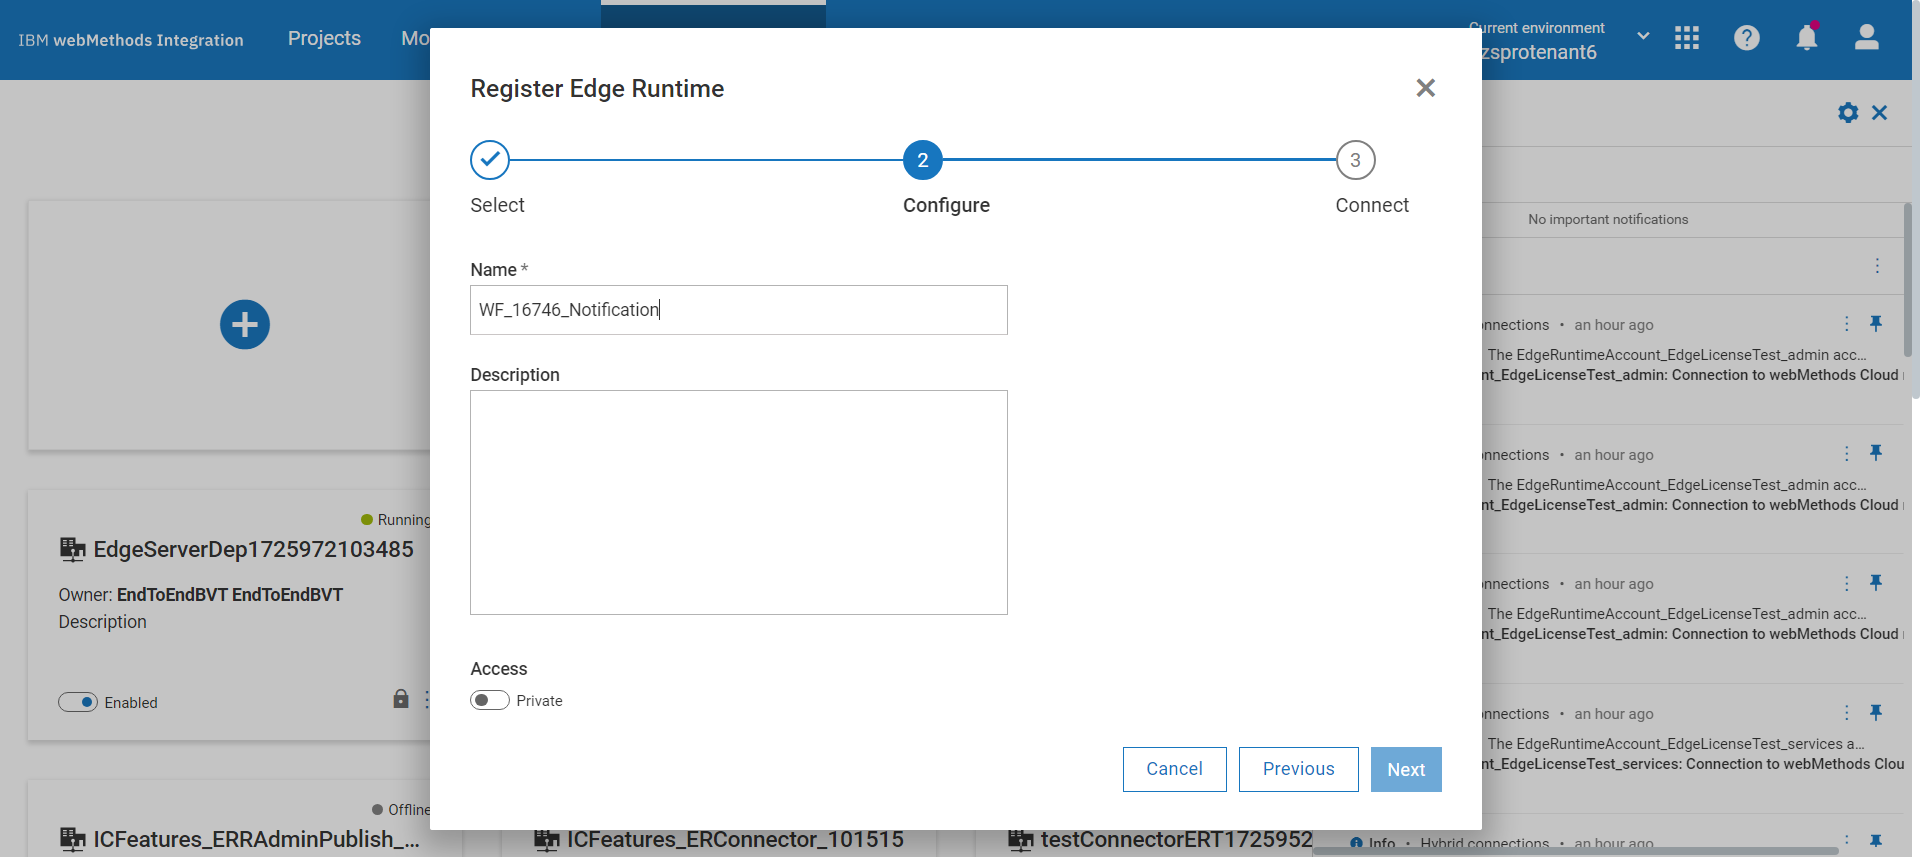 IBM webMethods Integration
Projects
Mo
Current environment
zsprotenant6
Register Edge Runtime
2
3
Select
Configure
Connect
Name *
WF_16746_Notification
Description
Access
Private
Cancel
Previous
Next
Running
EdgeServerDep1725972103485
Owner: EndToEndBVT EndToEndBVT
Description
Enabled
Offline
ICFeatures_ERRAdminPublish_...
ICFeatures_ERConnector_101515
testConnectorERT1725952
No important notifications
nnections • an hour ago
The EdgeRuntimeAccount_EdgeLicenseTest_admin acc...
nt_EdgeLicenseTest_admin: Connection to webMethods Cloud
nnections • an hour ago
The EdgeRuntimeAccount_EdgeLicenseTest_admin acc...
nt_EdgeLicenseTest_admin: Connection to webMethods Cloud
nnections • an hour ago
The EdgeRuntimeAccount_EdgeLicenseTest_admin acc...
nt_EdgeLicenseTest_admin: Connection to webMethods Cloud
nnections • an hour ago
The EdgeRuntimeAccount_EdgeLicenseTest_services a...
nt_EdgeLicenseTest_services: Connection to webMethods Clou
Info • Hybrid connections • an hour ago